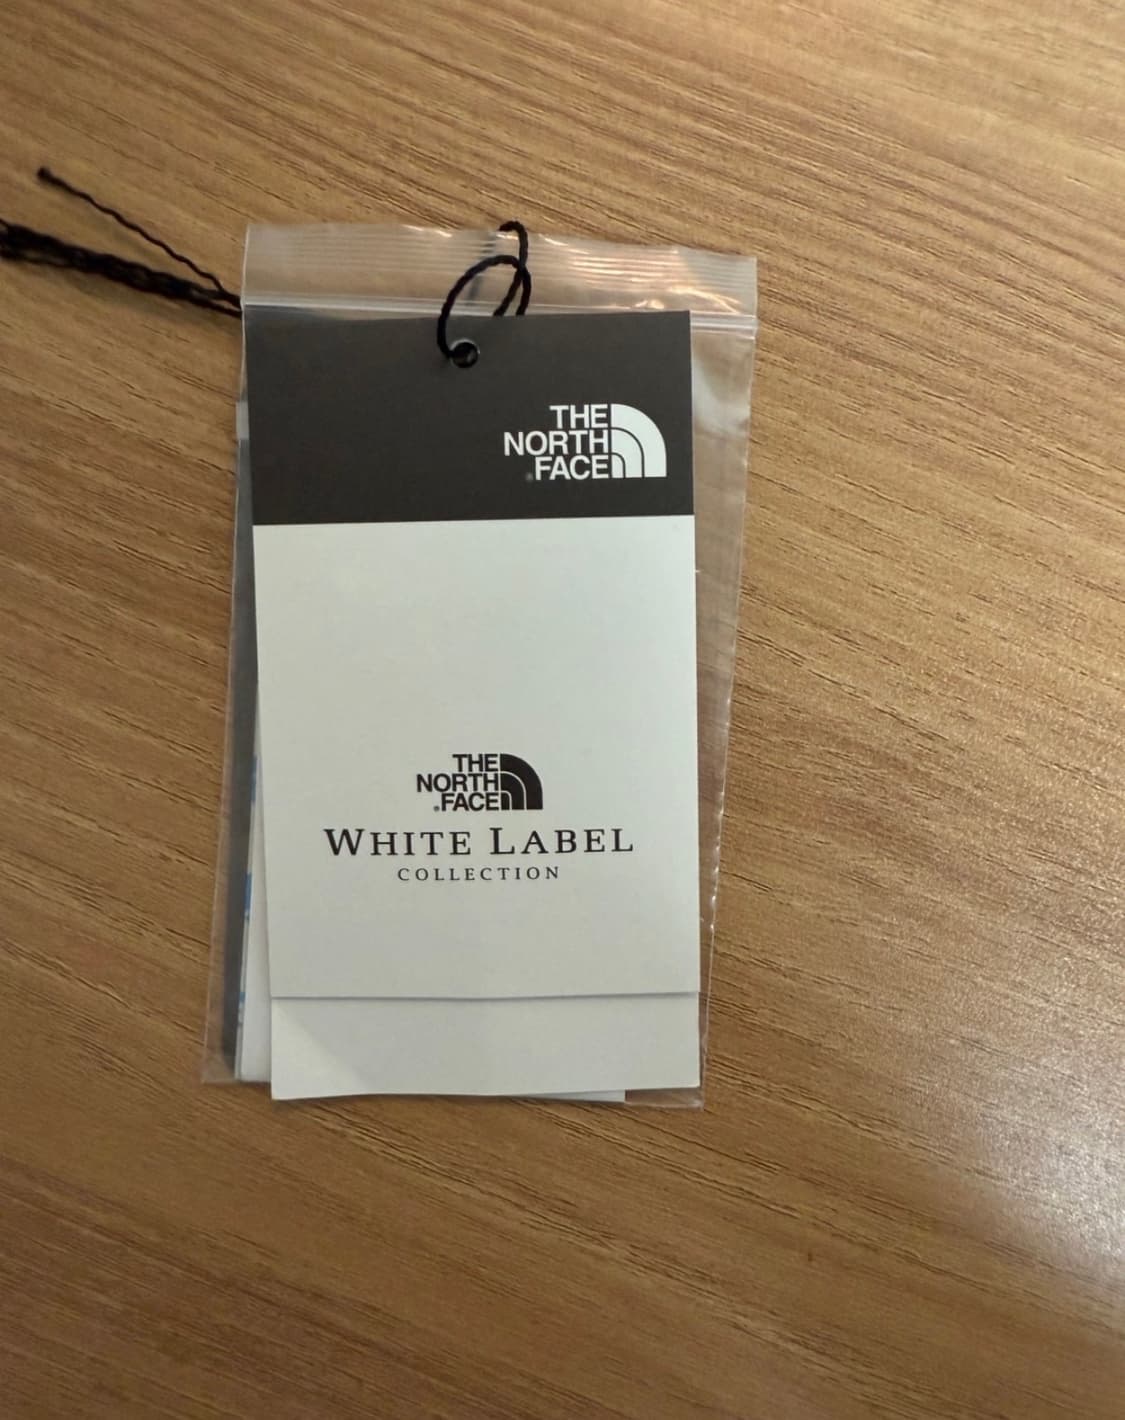 THE
NORTH
FACE
THE
NORTH
FACE
WHITE LABEL
COLLECTION